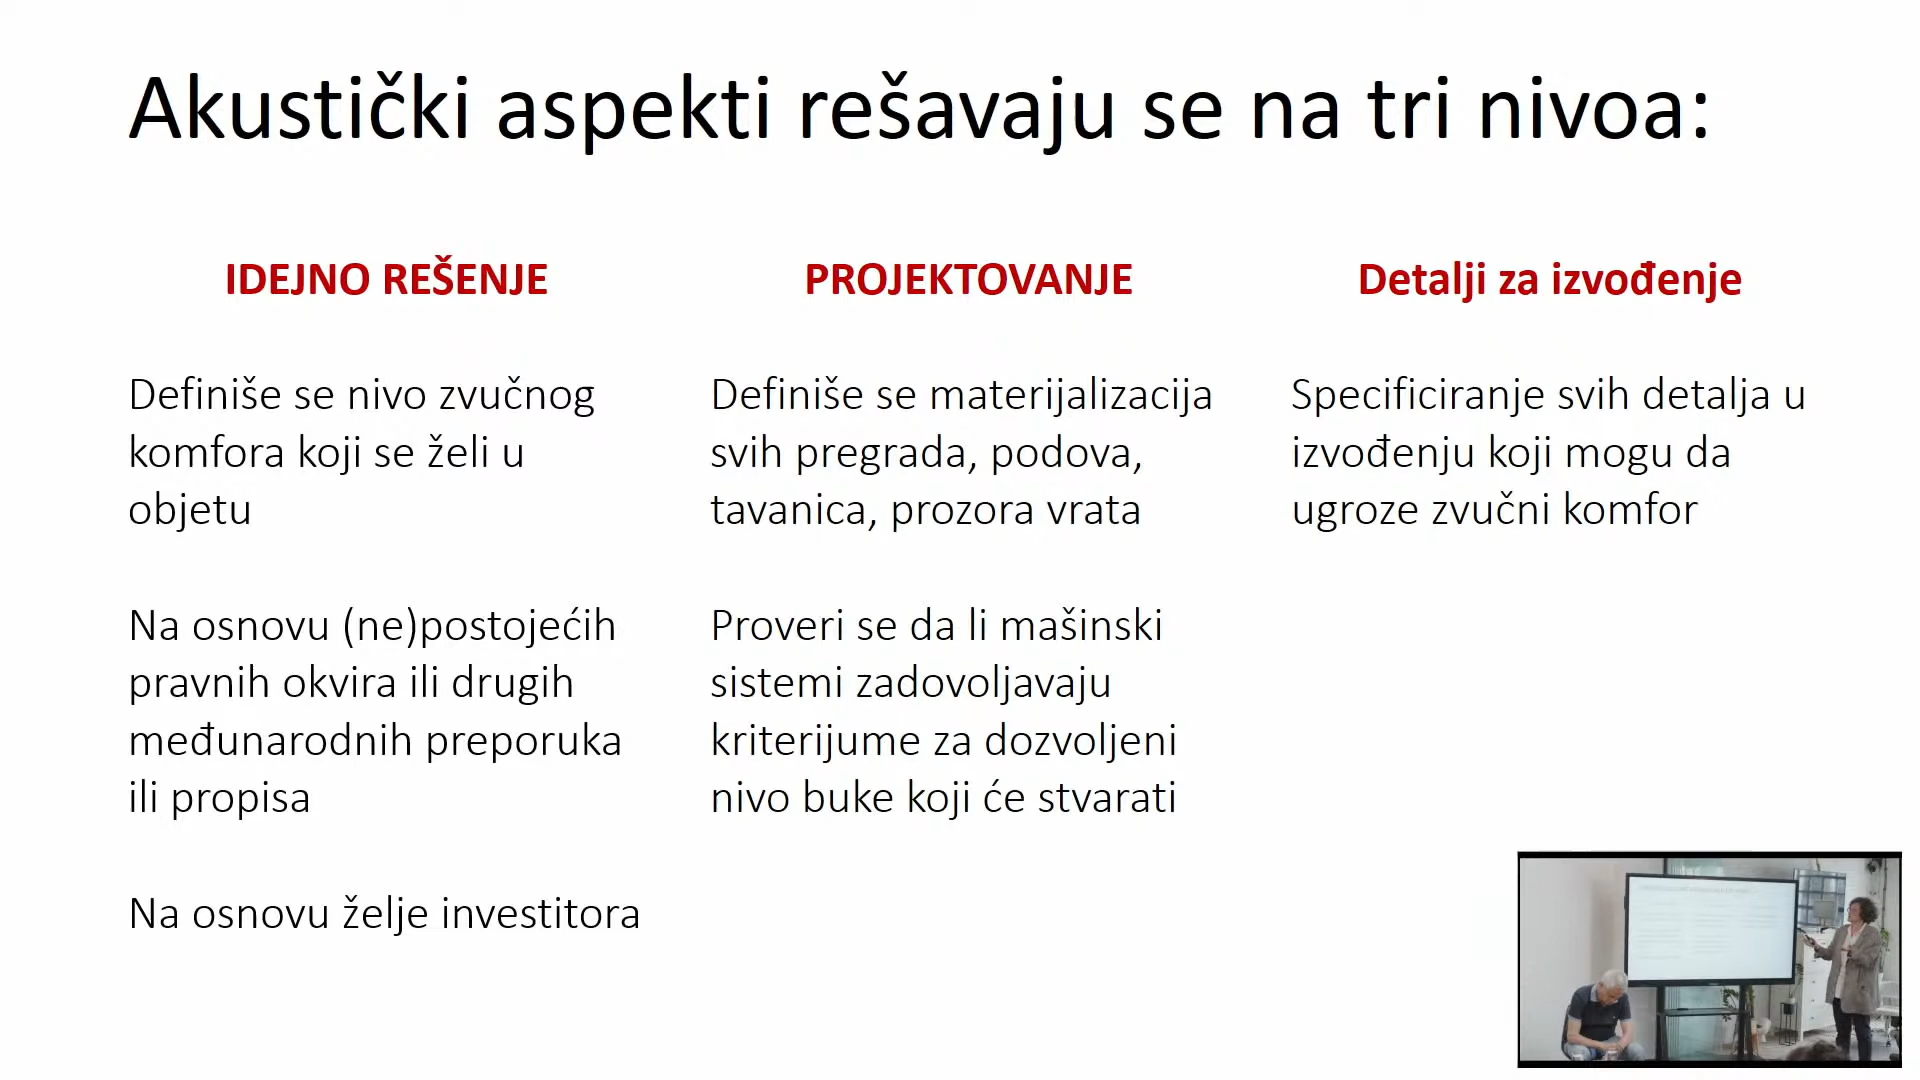 Akustički aspekti rešavaju se na tri nivoa:
IDEJNO REŠENJE
Definiše se nivo zvučnog
komfora koji se želi u
objetu
Na osnovu (ne)postojećih
pravnih okvira ili drugih
međunarodnih preporuka
ili propisa
Na osnovu želje investitora
PROJEKTOVANJE
Definiše se materijalizacija
svih pregrada, podova,
tavanica, prozora vrata
Proveri se da li mašinski
sistemi zadovoljavaju
kriterijume za dozvoljeni
nivo buke koji će stvarati
Detalji za izvođenje
Specificiranje svih detalja u
izvođenju koji mogu da
ugroze zvučni komfor